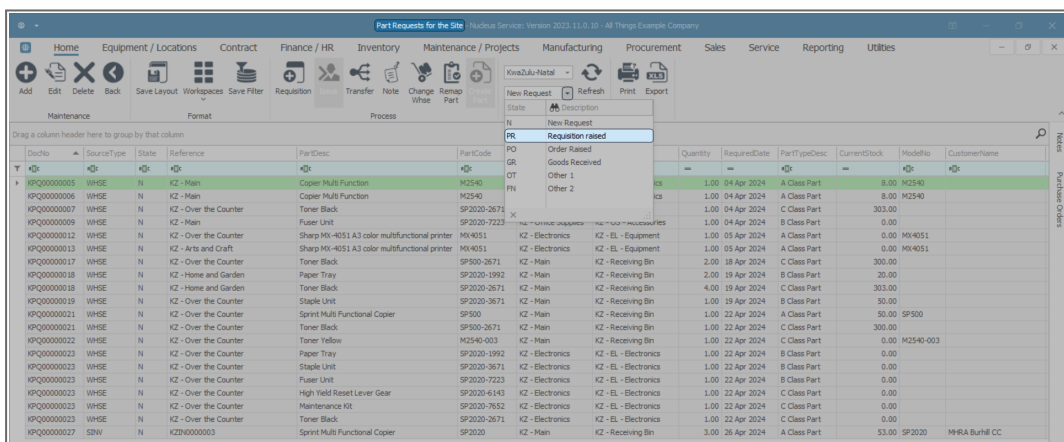 Part Requests for the Site - Nucleus Service: Version 2023.11.0.10 - All Things Example Company
Home Equipment / Locations Contract Finance / HR Inventory Maintenance / Projects Manufacturing Procurement Sales Service Reporting Utilities
Add Edit Delete Back Save Layout Workspaces Save Filter Requisition Issue Transfer Note Change Whse Remap Part Create Part KwaZulu-Natal New Request Refresh Print Export
Maintenance Format Process
State Description
N New Request
PR Requisition raised
PO Order Raised
GR Goods Received
OT Other 1
FN Other 2
Drag a column header here to group by that column
Notes
Purchase Orders
DocNo SourceType State Reference PartDesc PartCode Quantity RequiredDate PartTypeDesc CurrentStock ModelNo CustomerName
KPQ00000005 WHSE N KZ - Main Copier Multi Function M2540 ics 1.00 04 Apr 2024 A Class Part 8.00 M2540
KPQ00000006 WHSE N KZ - Main Copier Multi Function M2540 ics 1.00 04 Apr 2024 A Class Part 8.00 M2540
KPQ00000007 WHSE N KZ - Over the Counter Toner Black SP2020-2671 1.00 04 Apr 2024 C Class Part 303.00
KPQ00000009 WHSE N KZ - Main Fuser Unit SP2020-7223 KZ - Office Supplies KZ - OS - Accessories 1.00 04 Apr 2024 B Class Part 0.00
KPQ00000012 WHSE N KZ - Over the Counter Sharp MX-4051 A3 color multifunctional printer MX4051 KZ - Electronics KZ - EL - Equipment 1.00 05 Apr 2024 A Class Part 0.00 MX4051
KPQ00000013 WHSE N KZ - Arts and Craft Sharp MX-4051 A3 color multifunctional printer MX4051 KZ - Electronics KZ - EL - Equipment 1.00 05 Apr 2024 A Class Part 0.00 MX4051
KPQ00000017 WHSE N KZ - Over the Counter Toner Black SP500-2671 KZ - Main KZ - Receiving Bin 2.00 18 Apr 2024 C Class Part 300.00
KPQ00000018 WHSE N KZ - Home and Garden Paper Tray SP2020-1992 KZ - Main KZ - Receiving Bin 2.00 19 Apr 2024 B Class Part 20.00
KPQ00000018 WHSE N KZ - Home and Garden Toner Black SP2020-2671 KZ - Main KZ - Receiving Bin 4.00 19 Apr 2024 C Class Part 303.00
KPQ00000019 WHSE N KZ - Over the Counter Staple Unit SP2020-3671 KZ - Main KZ - Receiving Bin 1.00 19 Apr 2024 B Class Part 50.00
KPQ00000021 WHSE N KZ - Over the Counter Sprint Multi Functional Copier SP500 KZ - Main KZ - Receiving Bin 1.00 22 Apr 2024 A Class Part 50.00 SP500
KPQ00000021 WHSE N KZ - Over the Counter Toner Black SP500-2671 KZ - Main KZ - Receiving Bin 1.00 22 Apr 2024 C Class Part 300.00
KPQ00000022 WHSE N KZ - Over the Counter Toner Yellow M2540-003 KZ - Main KZ - Receiving Bin 1.00 22 Apr 2024 C Class Part 0.00 M2540-003
KPQ00000023 WHSE N KZ - Over the Counter Paper Tray SP2020-1992 KZ - Electronics KZ - EL - Electronics 1.00 22 Apr 2024 B Class Part 0.00
KPQ00000023 WHSE N KZ - Over the Counter Staple Unit SP2020-3671 KZ - Electronics KZ - EL - Electronics 1.00 22 Apr 2024 B Class Part 0.00
KPQ00000023 WHSE N KZ - Over the Counter Fuser Unit SP2020-7223 KZ - Electronics KZ - EL - Electronics 1.00 22 Apr 2024 B Class Part 0.00
KPQ00000023 WHSE N KZ - Over the Counter High Yield Reset Lever Gear SP2020-6143 KZ - Electronics KZ - EL - Electronics 1.00 22 Apr 2024 C Class Part 0.00
KPQ00000023 WHSE N KZ - Over the Counter Maintenance Kit SP2020-7652 KZ - Electronics KZ - EL - Electronics 1.00 22 Apr 2024 C Class Part 0.00
KPQ00000023 WHSE N KZ - Over the Counter Toner Black SP2020-2671 KZ - Electronics KZ - EL - Electronics 1.00 22 Apr 2024 C Class Part 0.00
KPQ00000027 SINV N KZIN0000003 Sprint Multi Functional Copier SP2020 KZ - Main KZ - Receiving Bin 3.00 26 Apr 2024 A Class Part 53.00 SP2020 MHRA Burhill CC